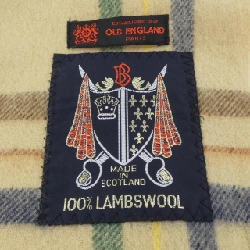 OLD ENGLAND
PARIS
B
MADE
IN
SCOTLAND
100% LAMBSWOOL